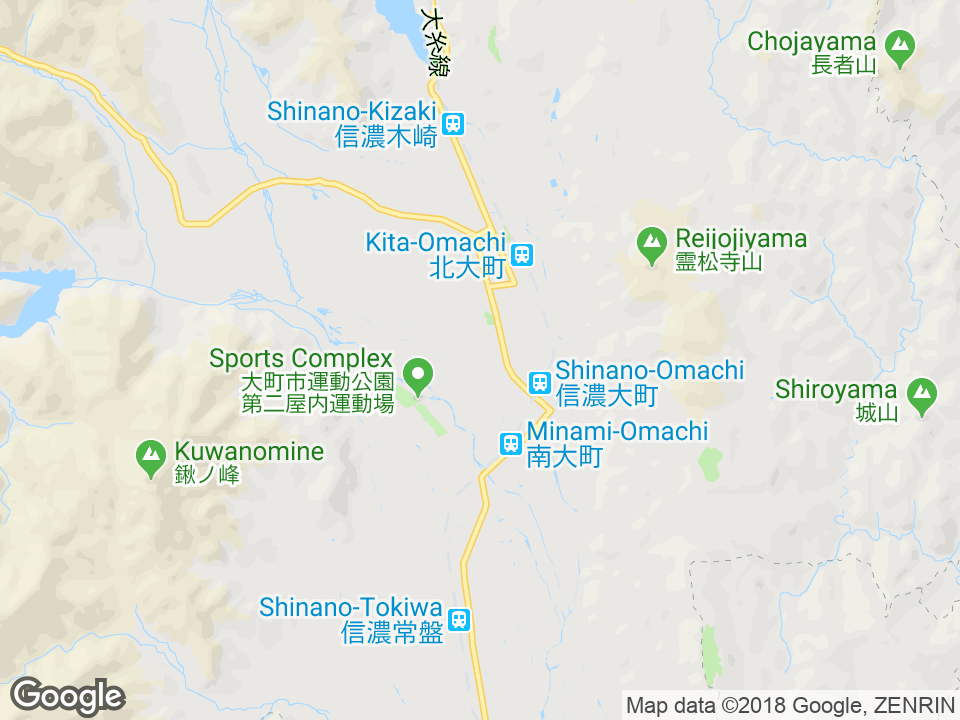 大糸線
Chojayama
長者山
Shinano-Kizaki
信濃木崎
Kita-Omachi
北大町
Reijojiyama
霊松寺山
Sports Complex
大町市運動公園
第二屋内運動場
Shinano-Omachi
信濃大町
Shiroyama
城山
Minami-Omachi
南大町
Kuwanomine
鍬ノ峰
Shinano-Tokiwa
信濃常盤
Google
Map data ©2018 Google, ZENRIN